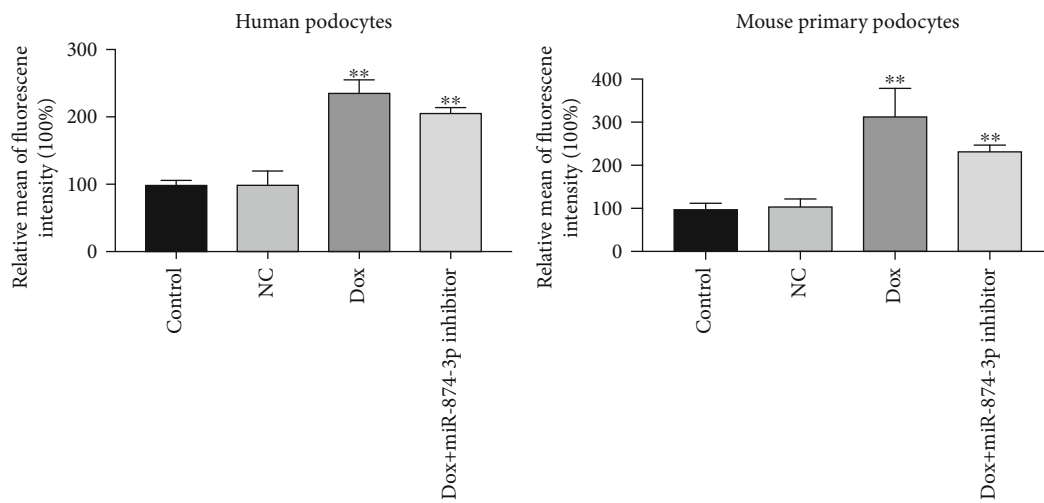 Human podocytes
Relative mean of fluorescene
intensity (100%)
300
200
100
0
**
**
Control
NC
Dox
Dox+miR-874-3p inhibitor
Mouse primary podocytes
Relative mean of fluorescene
intensity (100%)
400
300
200
100
0
**
**
Control
NC
Dox
Dox+miR-874-3p inhibitor